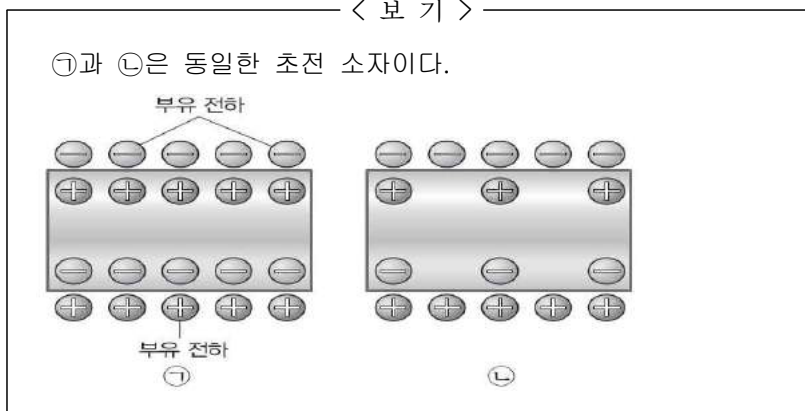 < 보 기 >
㉠과 ㉡은 동일한 초전 소자이다.
부유 전하
부유 전하
㉠
㉡